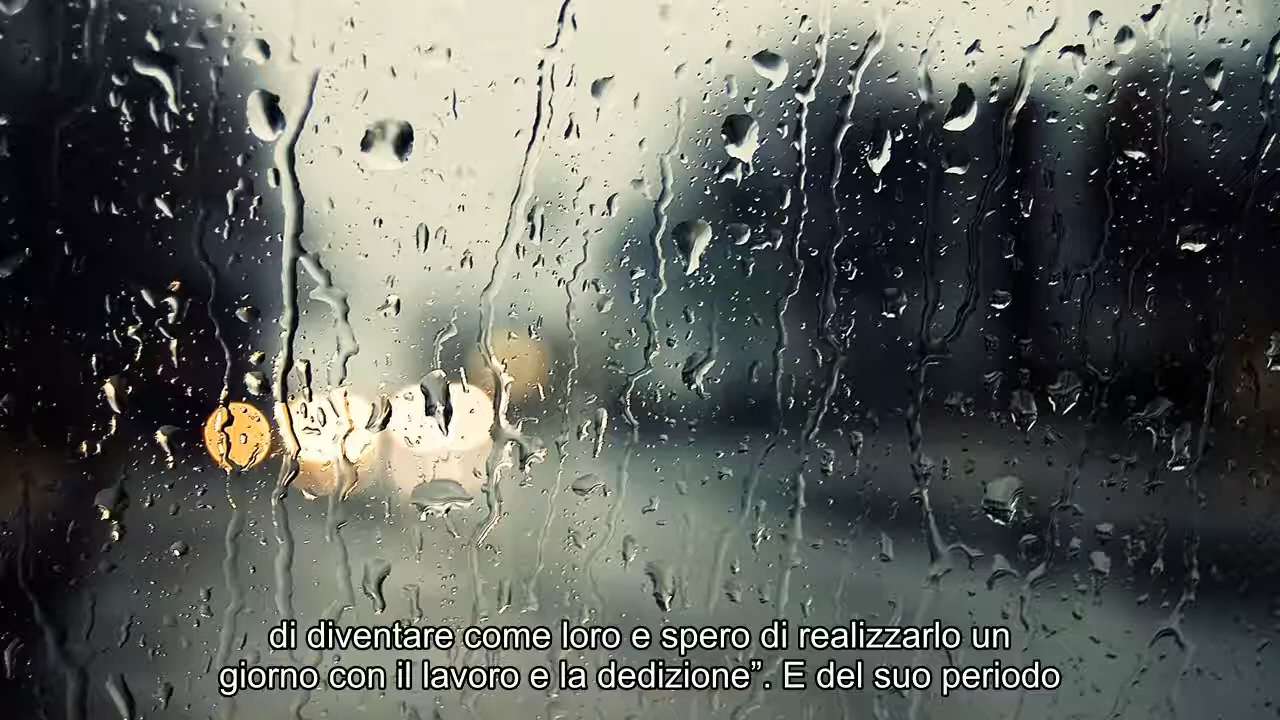 di diventare come loro e spero di realizzarlo un
giorno con il lavoro e la dedizione”. E del suo periodo